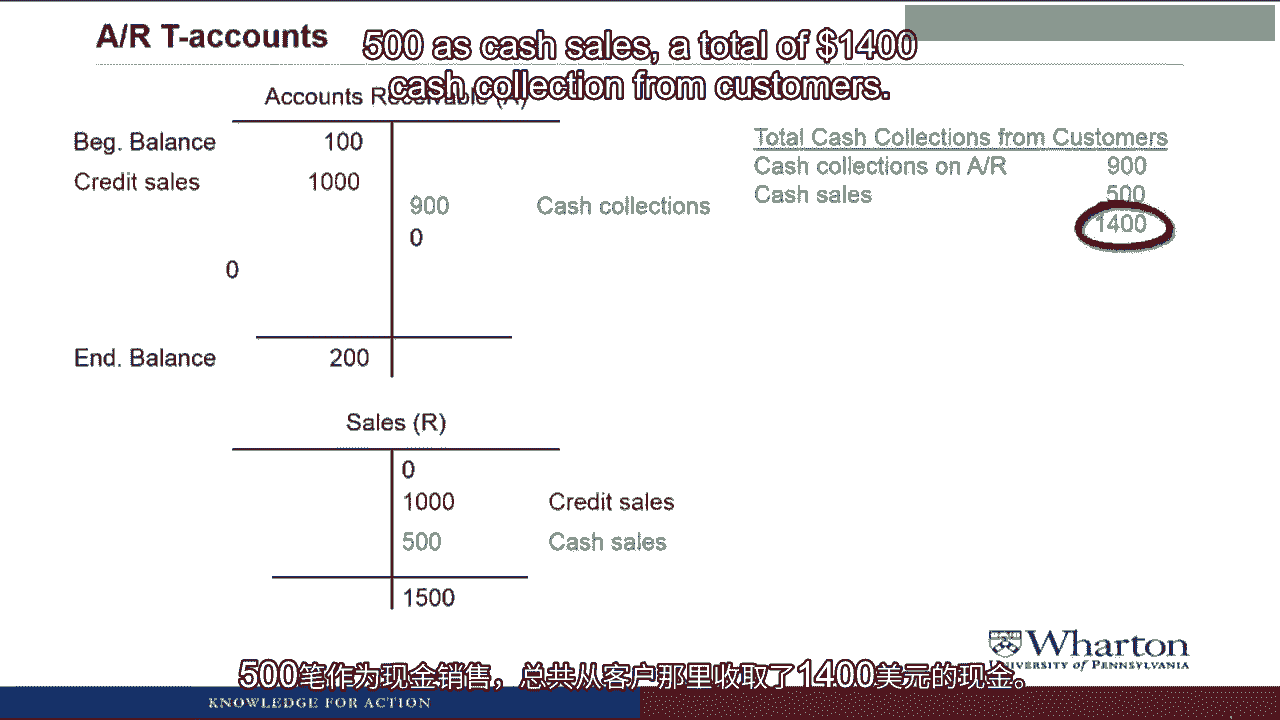 A/R T-accounts
500 as cash sales, a total of $1400
cash collection from customers.
Accounts Receivable (A)
Beg. Balance 100
Credit sales 1000
900 Cash collections
0
0
End. Balance 200
Total Cash Collections from Customers
Cash collections on A/R 900
Cash sales 500
1400
Sales (R)
0
1000 Credit sales
500 Cash sales
1500
Wharton
UNIVERSITY of PENNSYLVANIA
500笔作为现金销售，总共从客户那里收取了1400美元的现金。
KNOWLEDGE FOR ACTION